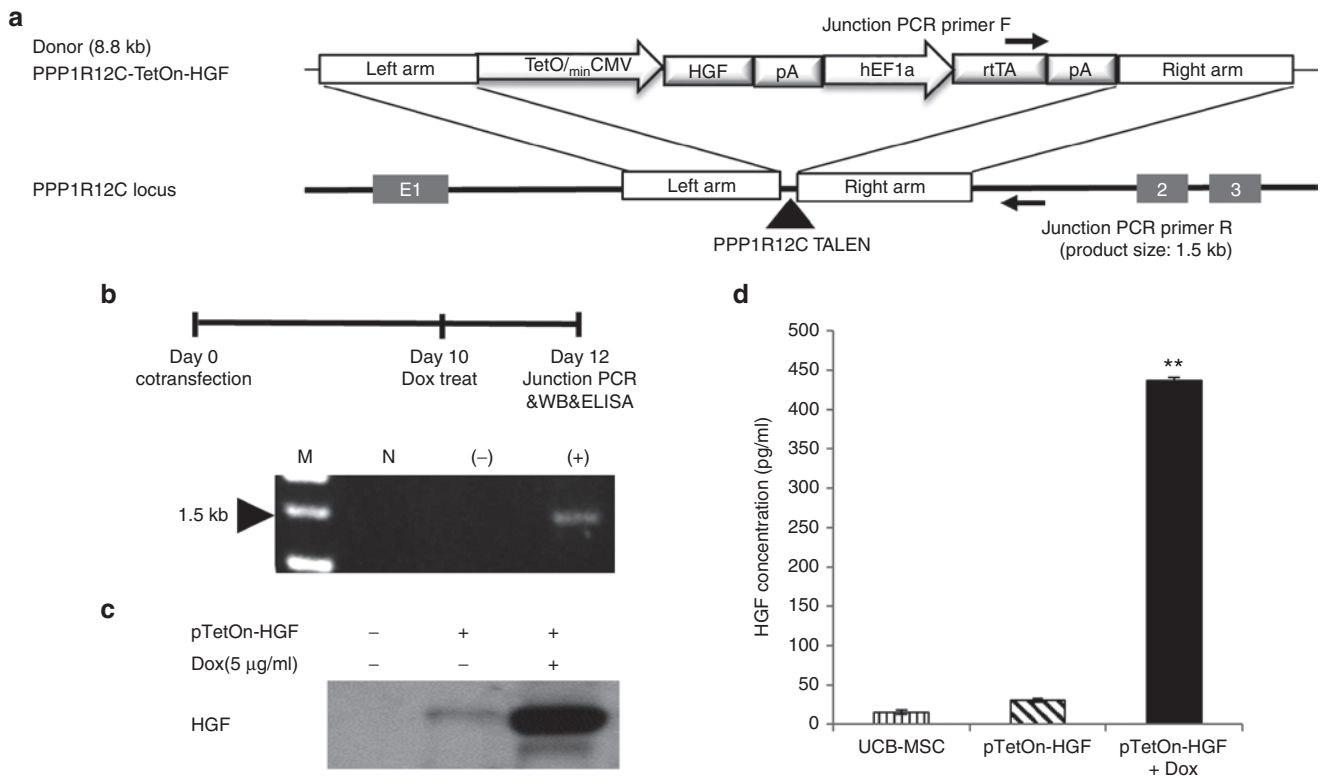 a
Donor (8.8 kb)
PPP1R12C-TetOn-HGF
Junction PCR primer F
Left arm
TetO/minCMV
HGF
pA
hEF1a
rtTA
pA
Right arm
PPP1R12C locus
E1
Left arm
Right arm
2
3
PPP1R12C TALEN
Junction PCR primer R
(product size: 1.5 kb)
b
Day 0
cotransfection
Day 10
Dox treat
Day 12
Junction PCR
&WB&ELISA
M N (−) (+)
1.5 kb
c
pTetOn-HGF − + +
Dox(5 μg/ml) − − +
HGF
d
HGF concentration (pg/ml)
500
450
400
350
300
250
200
150
100
50
0
**
UCB-MSC
pTetOn-HGF
pTetOn-HGF
+ Dox